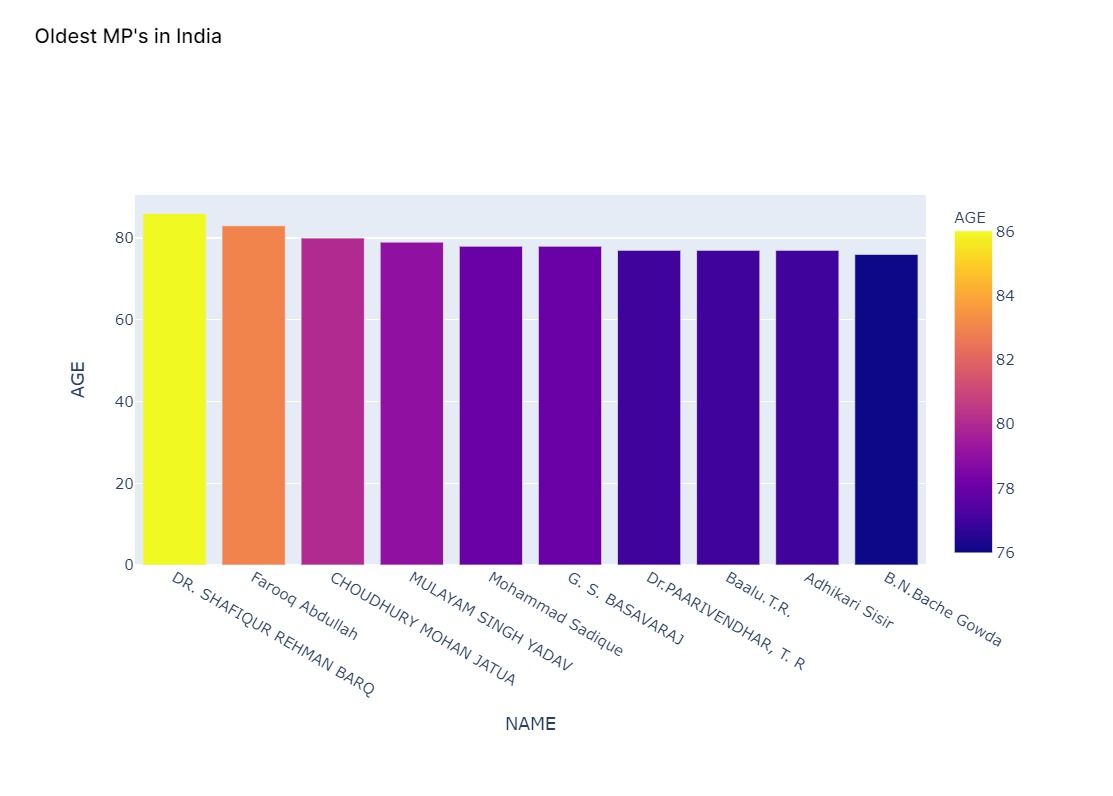 Oldest MP's in India
AGE
80
60
40
20
0
DR. SHAFIQUR REHMAN BARQ
Farooq Abdullah
CHOUDHURY MOHAN JATUA
MULAYAM SINGH YADAV
Mohammad Sadique
G. S. BASAVARAJ
Dr.PAARIVENDHAR, T. R
Baalu.T.R.
Adhikari Sisir
B.N.Bache Gowda
NAME
AGE
86
84
82
80
78
76